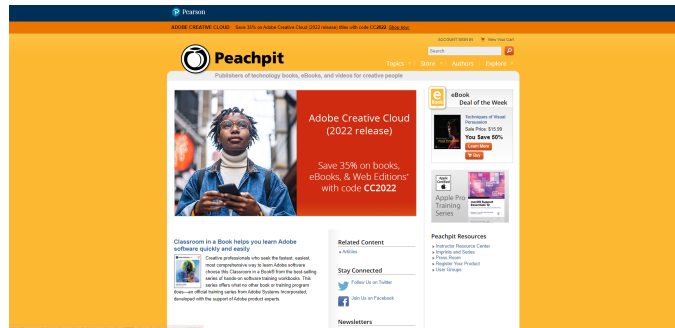 Pearson
ADOBE CREATIVE CLOUD Save 35% on Adobe Creative Cloud (2022 release) titles with code CC2022 Shop now.
ACCOUNT SIGN IN View Your Cart
Peachpit
Search
Topics Store Authors Explore
Publishers of technology books, eBooks, and videos for creative people
Adobe Creative Cloud
(2022 release)
Save 35% on books,
eBooks, & Web Editions*
with code CC2022
eBook
Deal of the Week
Techniques of Visual
Persuasion
Sale Price: $15.99
You Save 50%
Learn More
Buy
Apple Pro
Training
Series
Classroom in a Book helps you learn Adobe
software quickly and easily
Creative professionals who seek the fastest, easiest,
most comprehensive way to learn Adobe software
choose this Classroom in a Book® from the best-selling
series of hands-on software training workbooks. This
series offers what no other book or training program
does—an official training series from Adobe Systems Incorporated,
developed with the support of Adobe product experts.
Related Content
Articles
Stay Connected
Follow Us on Twitter
Join Us on Facebook
Newsletters
Peachpit Resources
Instructor Resource Center
Imprints and Series
Press Room
Register Your Product
User Groups